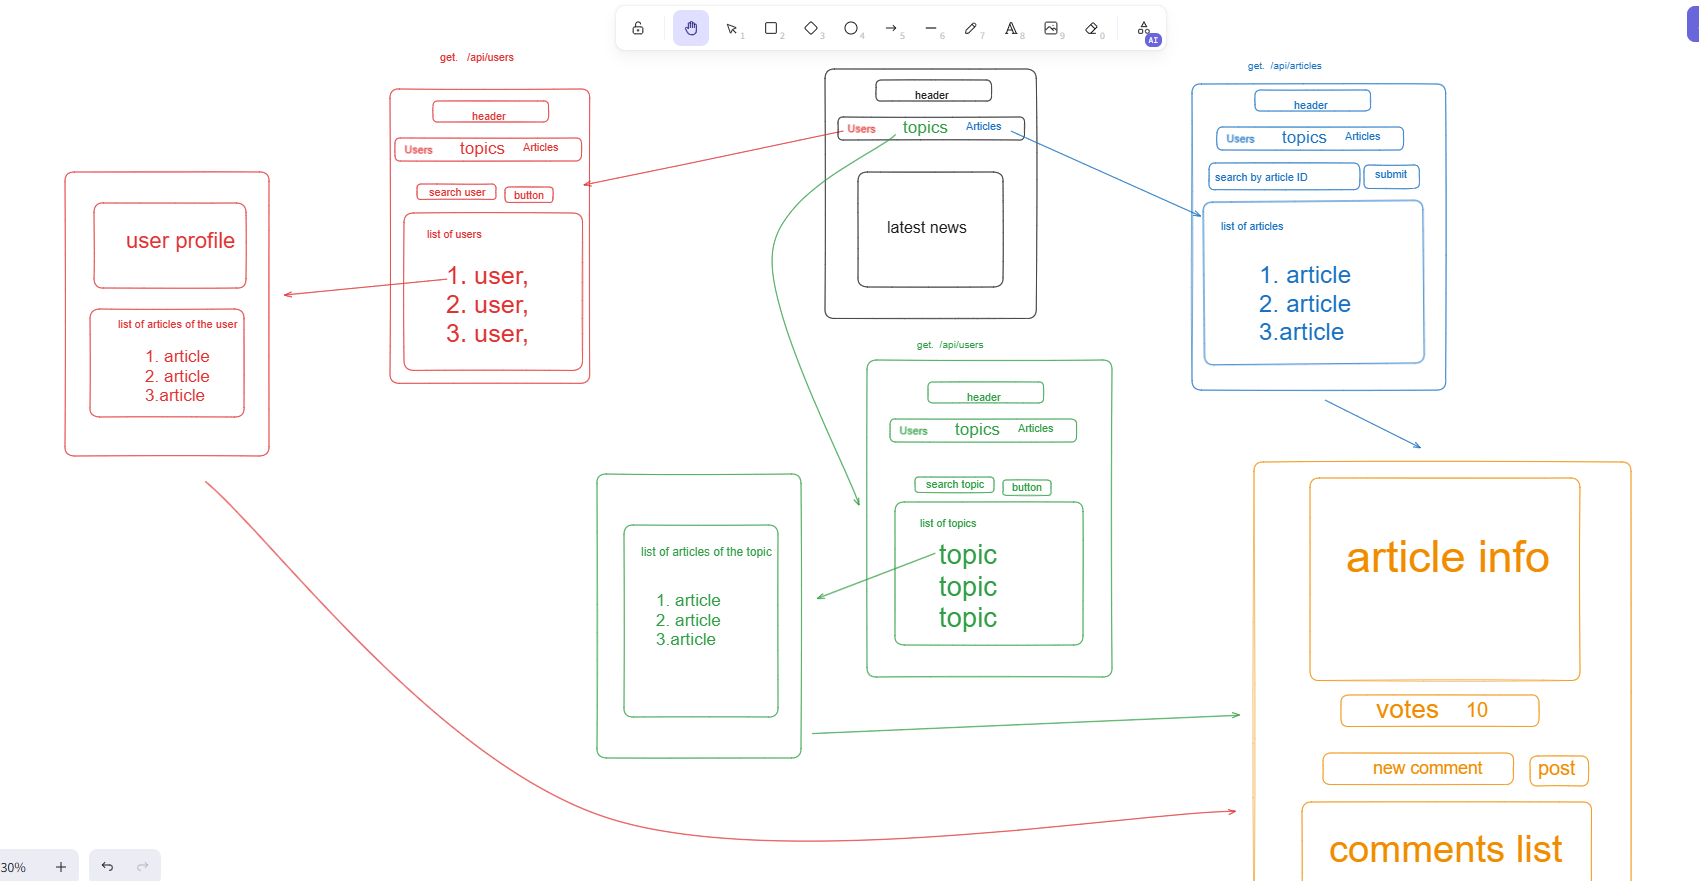 1
2
3
4
5
6
7
A
8
9
0
AI
get. /api/users
header
Users topics Articles
search user button
list of users
1. user,
2. user,
3. user,
user profile
list of articles of the user
1. article
2. article
3.article
header
Users topics Articles
latest news
get. /api/articles
header
Users topics Articles
search by article ID submit
list of articles
1. article
2. article
3.article
get. /api/users
header
Users topics Articles
search topic button
list of topics
topic
topic
topic
list of articles of the topic
1. article
2. article
3.article
article info
votes 10
new comment post
comments list
30% +